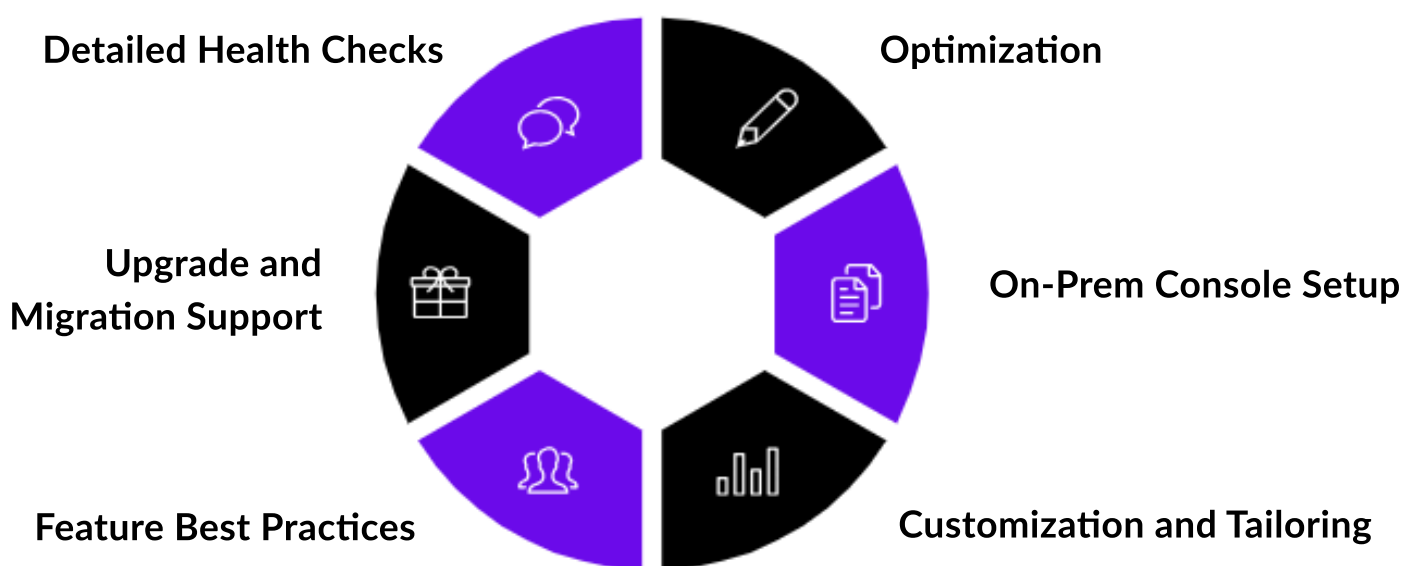 Detailed Health Checks
Optimization
Upgrade and
Migration Support
On-Prem Console Setup
Feature Best Practices
Customization and Tailoring